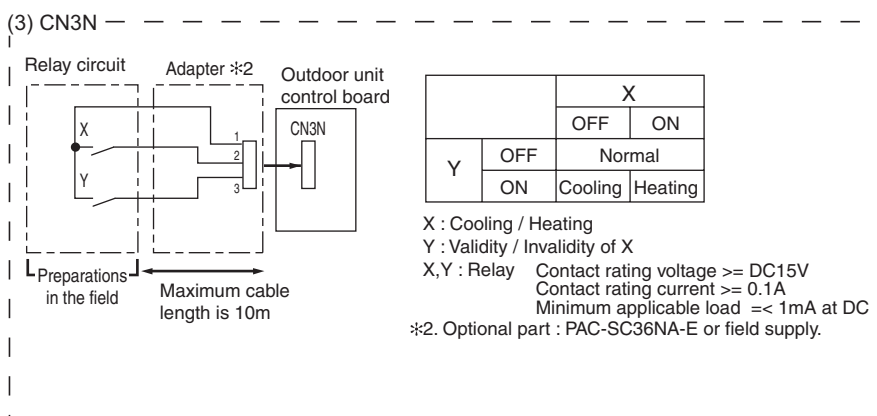 (3) CN3N
Relay circuit
Adapter ✻2
Outdoor unit
control board
X
Y
1
2
3
CN3N
Preparations
in the field
Maximum cable
length is 10m
X
OFF ON
Y OFF Normal
ON Cooling Heating
X : Cooling / Heating
Y : Validity / Invalidity of X
X,Y : Relay Contact rating voltage >= DC15V
Contact rating current >= 0.1A
Minimum applicable load =< 1mA at DC
✻2. Optional part : PAC-SC36NA-E or field supply.